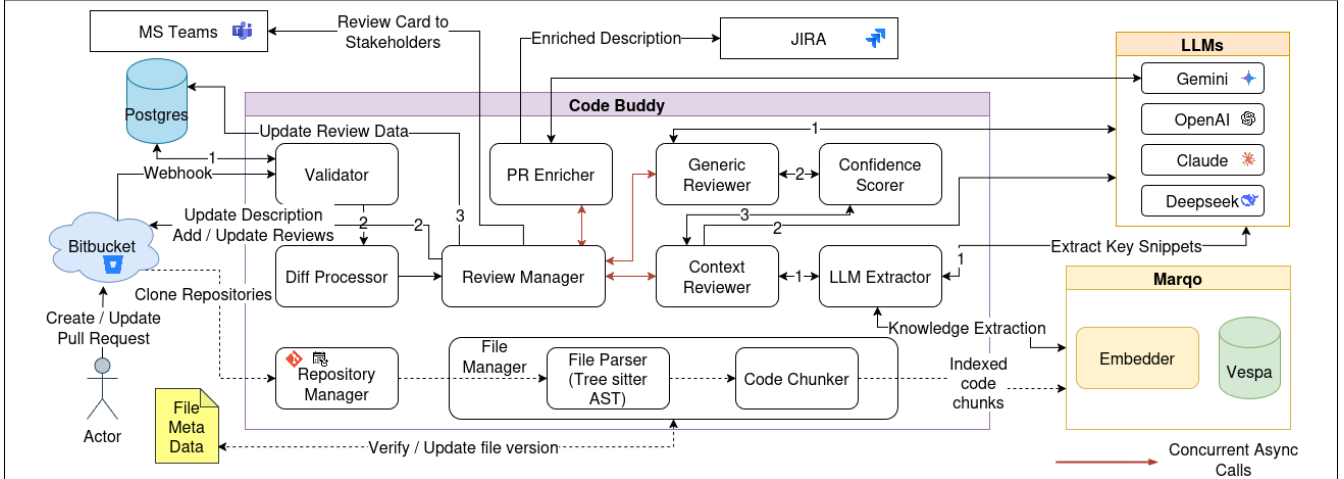 MS Teams
Review Card to
Stakeholders
Enriched Description
JIRA
LLMs
Gemini
OpenAI
Claude
Deepseek
Postgres
Code Buddy
Update Review Data
1
1
Webhook
Validator
PR Enricher
Generic
Reviewer
2
Confidence
Scorer
Update Description
Add / Update Reviews
2
2
3
3
2
Bitbucket
Diff Processor
Review Manager
Context
Reviewer
1
LLM Extractor
1
Extract Key Snippets
Marqo
Clone Repositories
Create / Update
Pull Request
Knowledge Extraction
Embedder
Vespa
Repository
Manager
File
Manager
File Parser
(Tree sitter
AST)
Code Chunker
Indexed
code
chunks
Actor
File
Meta
Data
Verify / Update file version
Concurrent Async
Calls